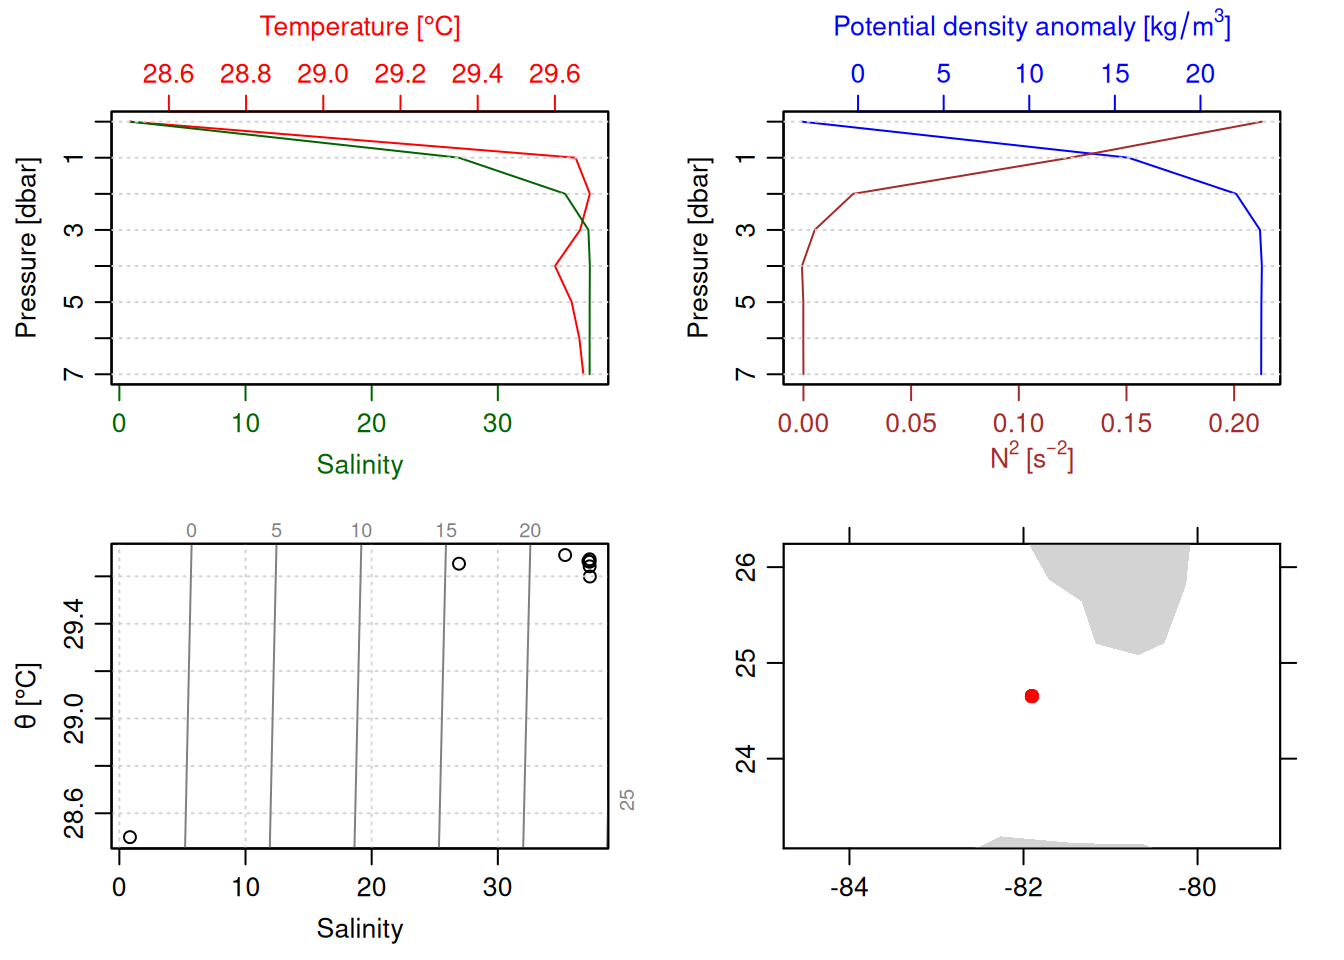 Temperature [°C]
28.6 28.8 29.0 29.2 29.4 29.6
Pressure [dbar]
1
3
5
7
0 10 20 30
Salinity
Potential density anomaly [kg/m³]
0 5 10 15 20
Pressure [dbar]
1
3
5
7
0.00 0.05 0.10 0.15 0.20
N² [s⁻²]
0 5 10 15 20
θ [°C]
29.4
29.0
28.6
25
0 10 20 30
Salinity
26
25
24
-84 -82 -80